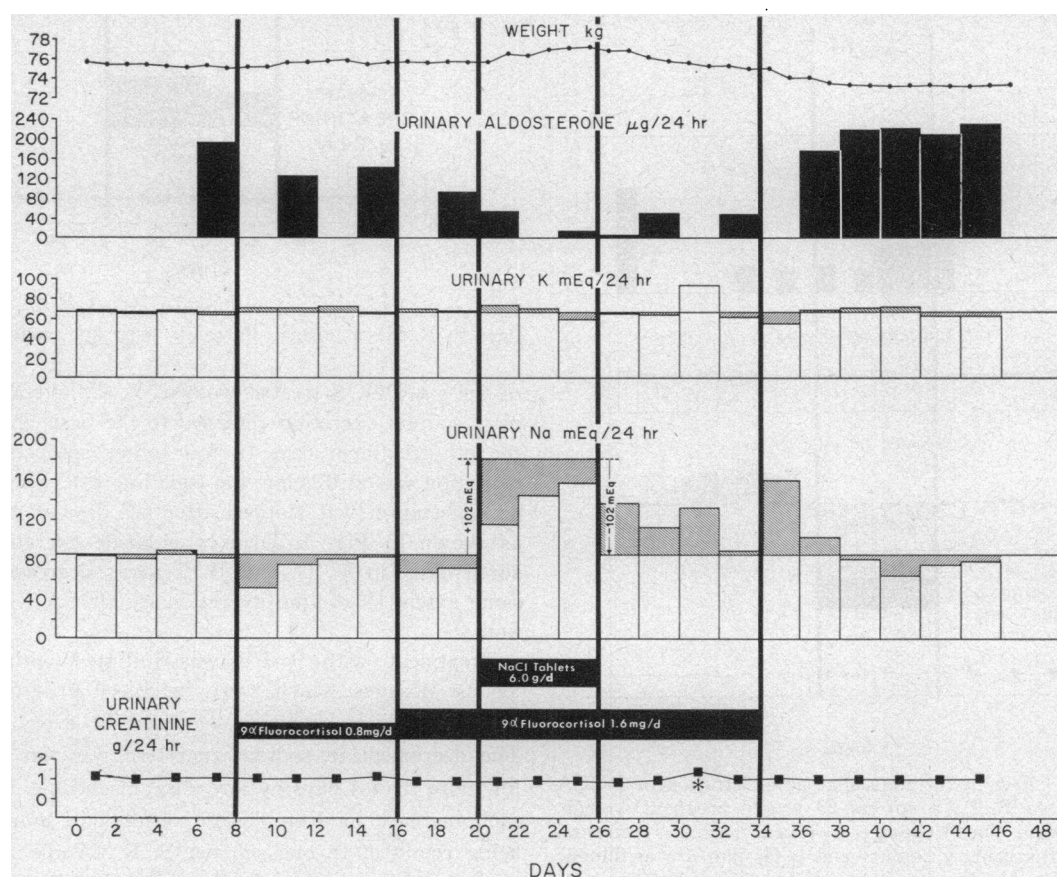 WEIGHT kg
78
76
74
72
URINARY ALDOSTERONE µg/24 hr
240
200
160
120
80
40
0
URINARY K mEq/24 hr
100
80
60
40
20
0
URINARY Na mEq/24 hr
200
160
120
80
40
0
+102 mEq
-102 mEq
NaCl Tablets
6.0 g/d
9α Fluorocortisol 0.8mg/d
9α Fluorocortisol 1.6 mg/d
URINARY
CREATININE
g/24 hr
2
1
0
*
0 2 4 6 8 10 12 14 16 18 20 22 24 26 28 30 32 34 36 38 40 42 44 46 48
DAYS